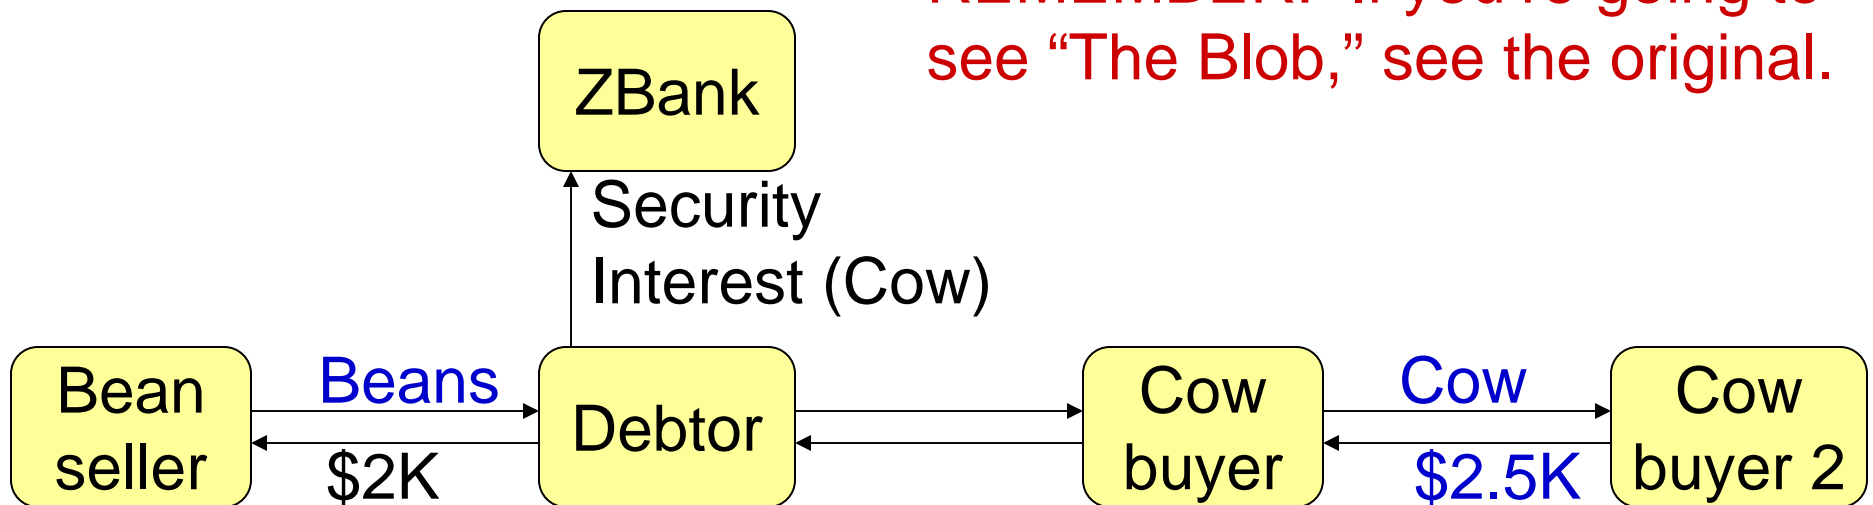 see “The Blob,” see the original.
ZBank
Security
Interest (Cow)
Bean
seller
Beans
$2K
Debtor
Cow
buyer
Cow
$2.5K
Cow
buyer 2